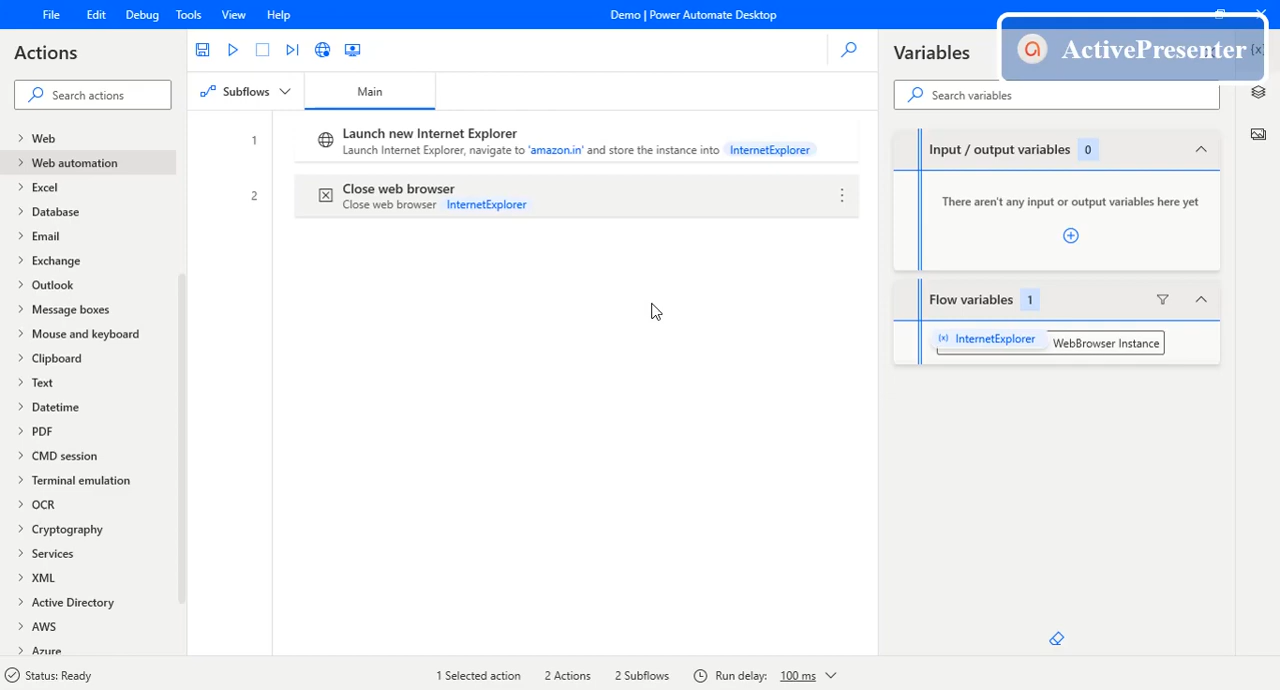 File Edit Debug Tools View Help
Demo | Power Automate Desktop
ActivePresenter
Actions
Search actions
Web
Web automation
Excel
Database
Email
Exchange
Outlook
Message boxes
Mouse and keyboard
Clipboard
Text
Datetime
PDF
CMD session
Terminal emulation
OCR
Cryptography
Services
XML
Active Directory
AWS
Azure
Subflows
Main
1
Launch new Internet Explorer
Launch Internet Explorer, navigate to 'amazon.in' and store the instance into InternetExplorer
2
Close web browser
Close web browser InternetExplorer
Variables
{x}
Search variables
Input / output variables 0
There aren't any input or output variables here yet
Flow variables 1
(x) InternetExplorer WebBrowser Instance
Status: Ready
1 Selected action
2 Actions
2 Subflows
Run delay: 100 ms